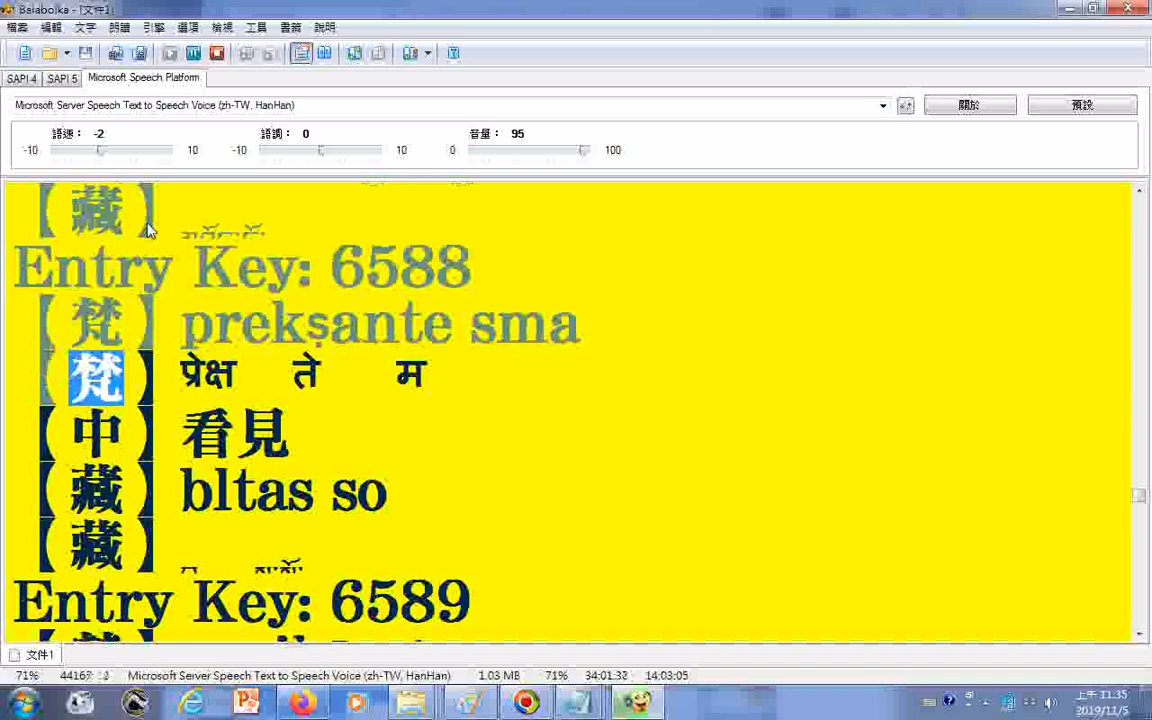 Balabolka - [文件1]
檔案 編輯 文字 朗讀 引擎 選項 檢視 工具 書籤 說明
SAPI 4 SAPI 5 Microsoft Speech Platform
Microsoft Server Speech Text to Speech Voice (zh-TW, HanHan) 關於 預設
語速： -2 語調： 0 音量： 95
-10 10 -10 10 0 100
【藏】
Entry Key: 6588
【梵】 prekṣante sma
【梵】 प्रेक्ष ते म
【中】 看見
【藏】 bltas so
【藏】
Entry Key: 6589
文件1
71% Microsoft Server Speech Text to Speech Voice (zh-TW, HanHan) 1.03 MB 71% 34:01:32 14:03:05
上午 11:35
2019/11/5